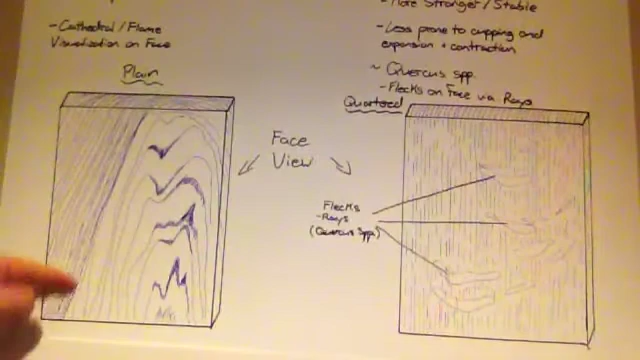 - Cathedral / Flame
Visualization on Face
Plain
- More Stronger / Stable
- Less prone to cupping and
expansion + contraction
~ Quercus spp.
- Flecks on Face via Rays
Quartered
Face
View
Flecks
- Rays
(Quercus spp.)